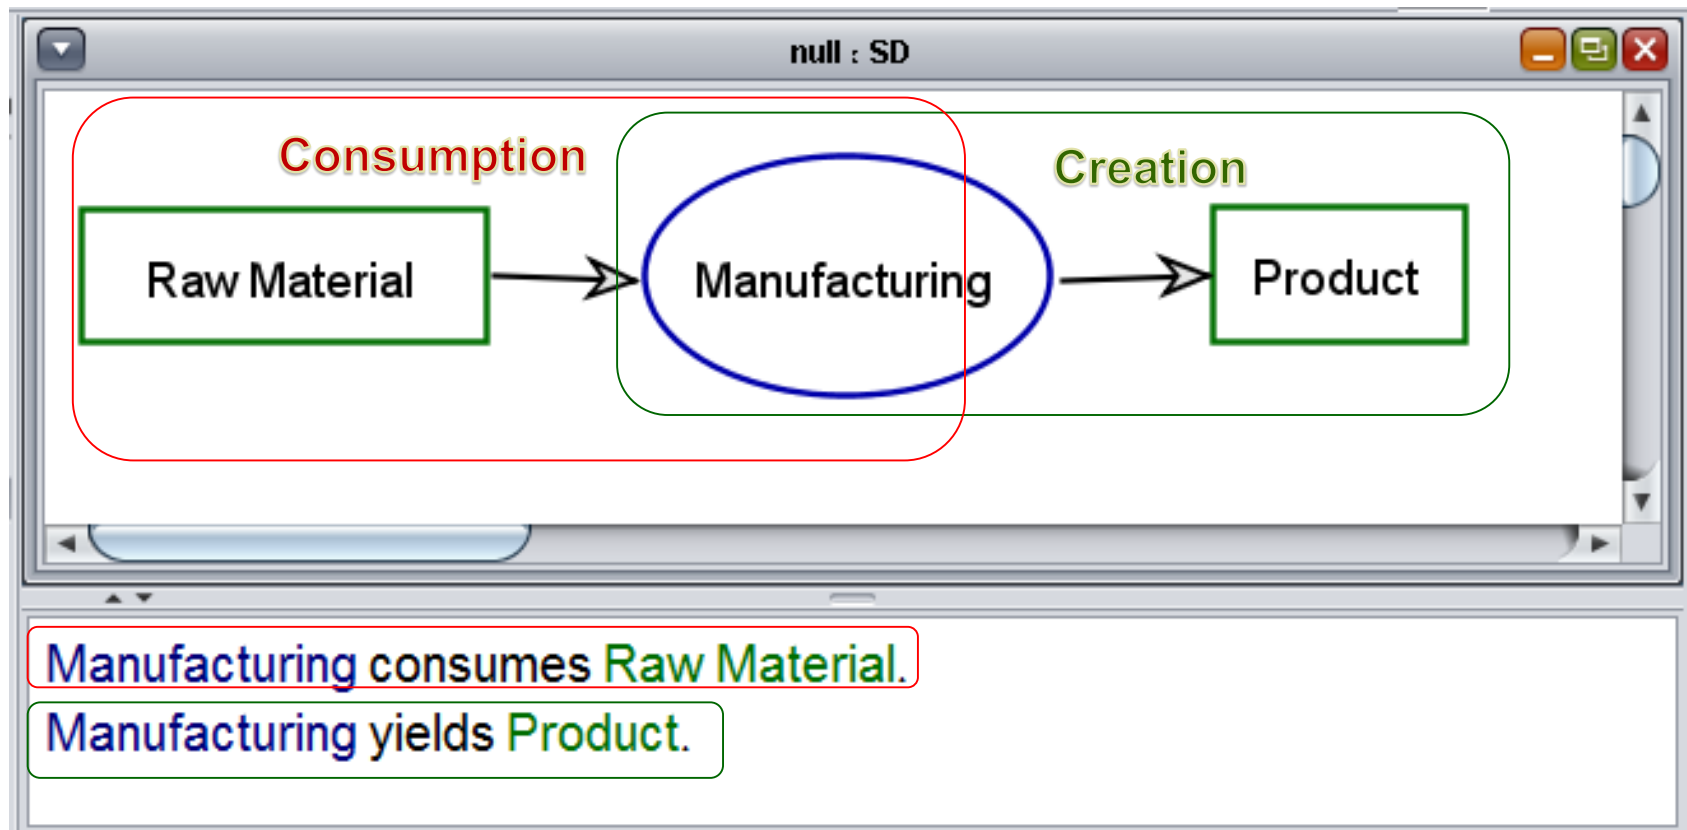 null : SD
Consumption
Creation
Raw Material
Manufacturing
Product
Manufacturing consumes Raw Material.
Manufacturing yields Product.